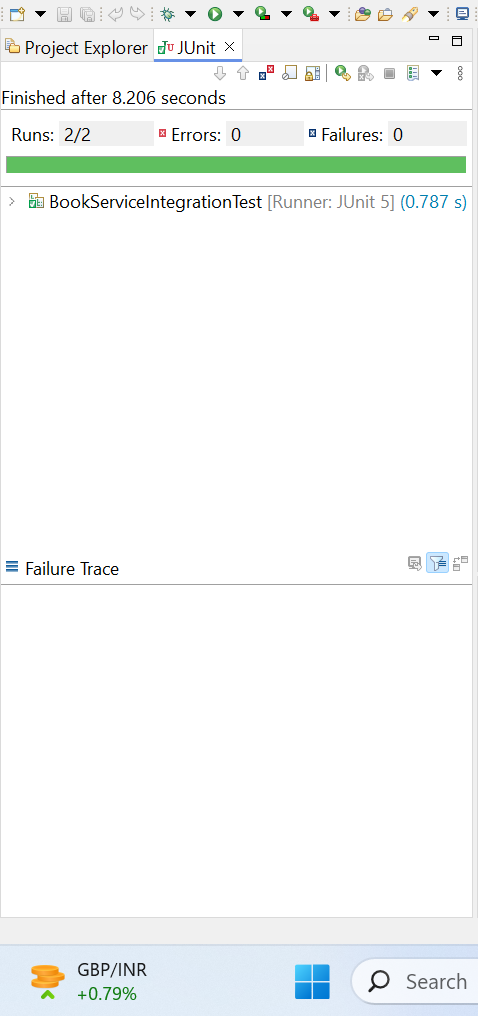 Project Explorer JUnit
Finished after 8.206 seconds
Runs: 2/2 Errors: 0 Failures: 0
BookServiceIntegrationTest [Runner: JUnit 5] (0.787 s)
Failure Trace
GBP/INR
+0.79%
Search